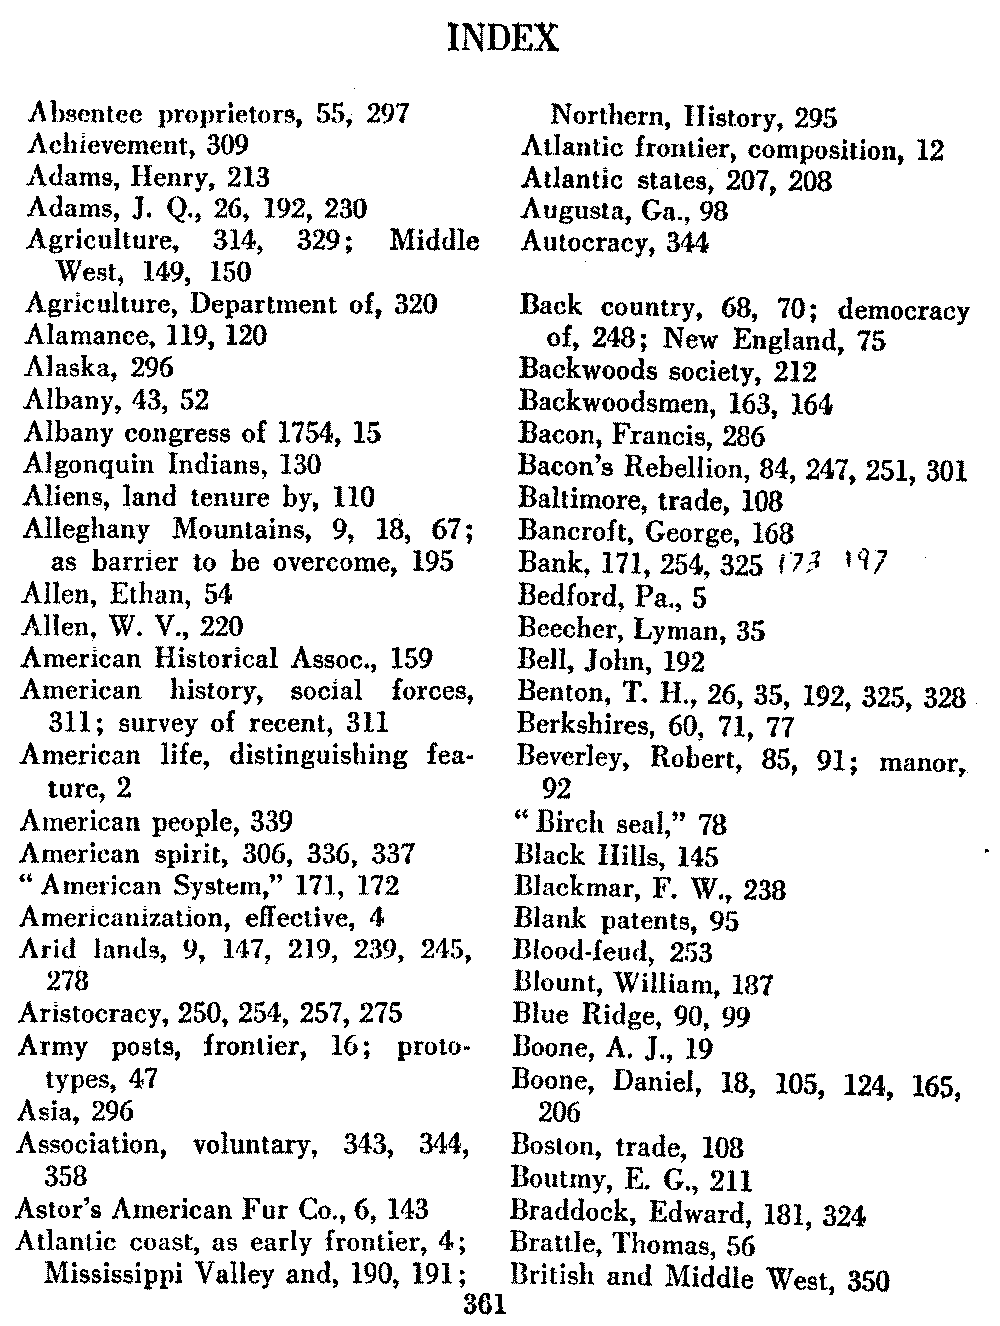 INDEX
Absentee proprietors, 55, 297
Achievement, 309
Adams, Henry, 213
Adams, J. Q., 26, 192, 230
Agriculture, 314, 329; Middle
West, 149, 150
Agriculture, Department of, 320
Alamance, 119, 120
Alaska, 296
Albany, 43, 52
Albany congress of 1754, 15
Algonquin Indians, 130
Aliens, land tenure by, 110
Alleghany Mountains, 9, 18, 67;
as barrier to be overcome, 195
Allen, Ethan, 54
Allen, W. V., 220
American Historical Assoc., 159
American history, social forces,
311; survey of recent, 311
American life, distinguishing fea-
ture, 2
American people, 339
American spirit, 306, 336, 337
"American System," 171, 172
Americanization, effective, 4
Arid lands, 9, 147, 219, 239, 245,
278
Aristocracy, 250, 254, 257, 275
Army posts, frontier, 16; proto-
types, 47
Asia, 296
Association, voluntary, 343, 344,
358
Astor's American Fur Co., 6, 143
Atlantic coast, as early frontier, 4;
Mississippi Valley and, 190, 191;
Northern, History, 295
Atlantic frontier, composition, 12
Atlantic states, 207, 208
Augusta, Ga., 98
Autocracy, 344
Back country, 68, 70; democracy
of, 248; New England, 75
Backwoods society, 212
Backwoodsmen, 163, 164
Bacon, Francis, 286
Bacon's Rebellion, 84, 247, 251, 301
Baltimore, trade, 108
Bancroft, George, 168
Bank, 171, 254, 325 173 197
Bedford, Pa., 5
Beecher, Lyman, 35
Bell, John, 192
Benton, T. H., 26, 35, 192, 325, 328
Berkshires, 60, 71, 77
Beverley, Robert, 85, 91; manor,
92
"Birch seal," 78
Black Hills, 145
Blackmar, F. W., 238
Blank patents, 95
Blood-feud, 253
Blount, William, 187
Blue Ridge, 90, 99
Boone, A. J., 19
Boone, Daniel, 18, 105, 124, 165,
206
Boston, trade, 108
Boutmy, E. G., 211
Braddock, Edward, 181, 324
Brattle, Thomas, 56
British and Middle West, 350
361